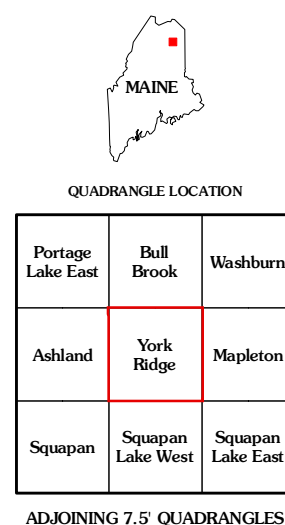 MAINE
QUADRANGLE LOCATION
Portage
Lake East
Bull
Brook
Washburn
Ashland
York
Ridge
Mapleton
Squapan
Squapan
Lake West
Squapan
Lake East
ADJOINING 7.5' QUADRANGLES